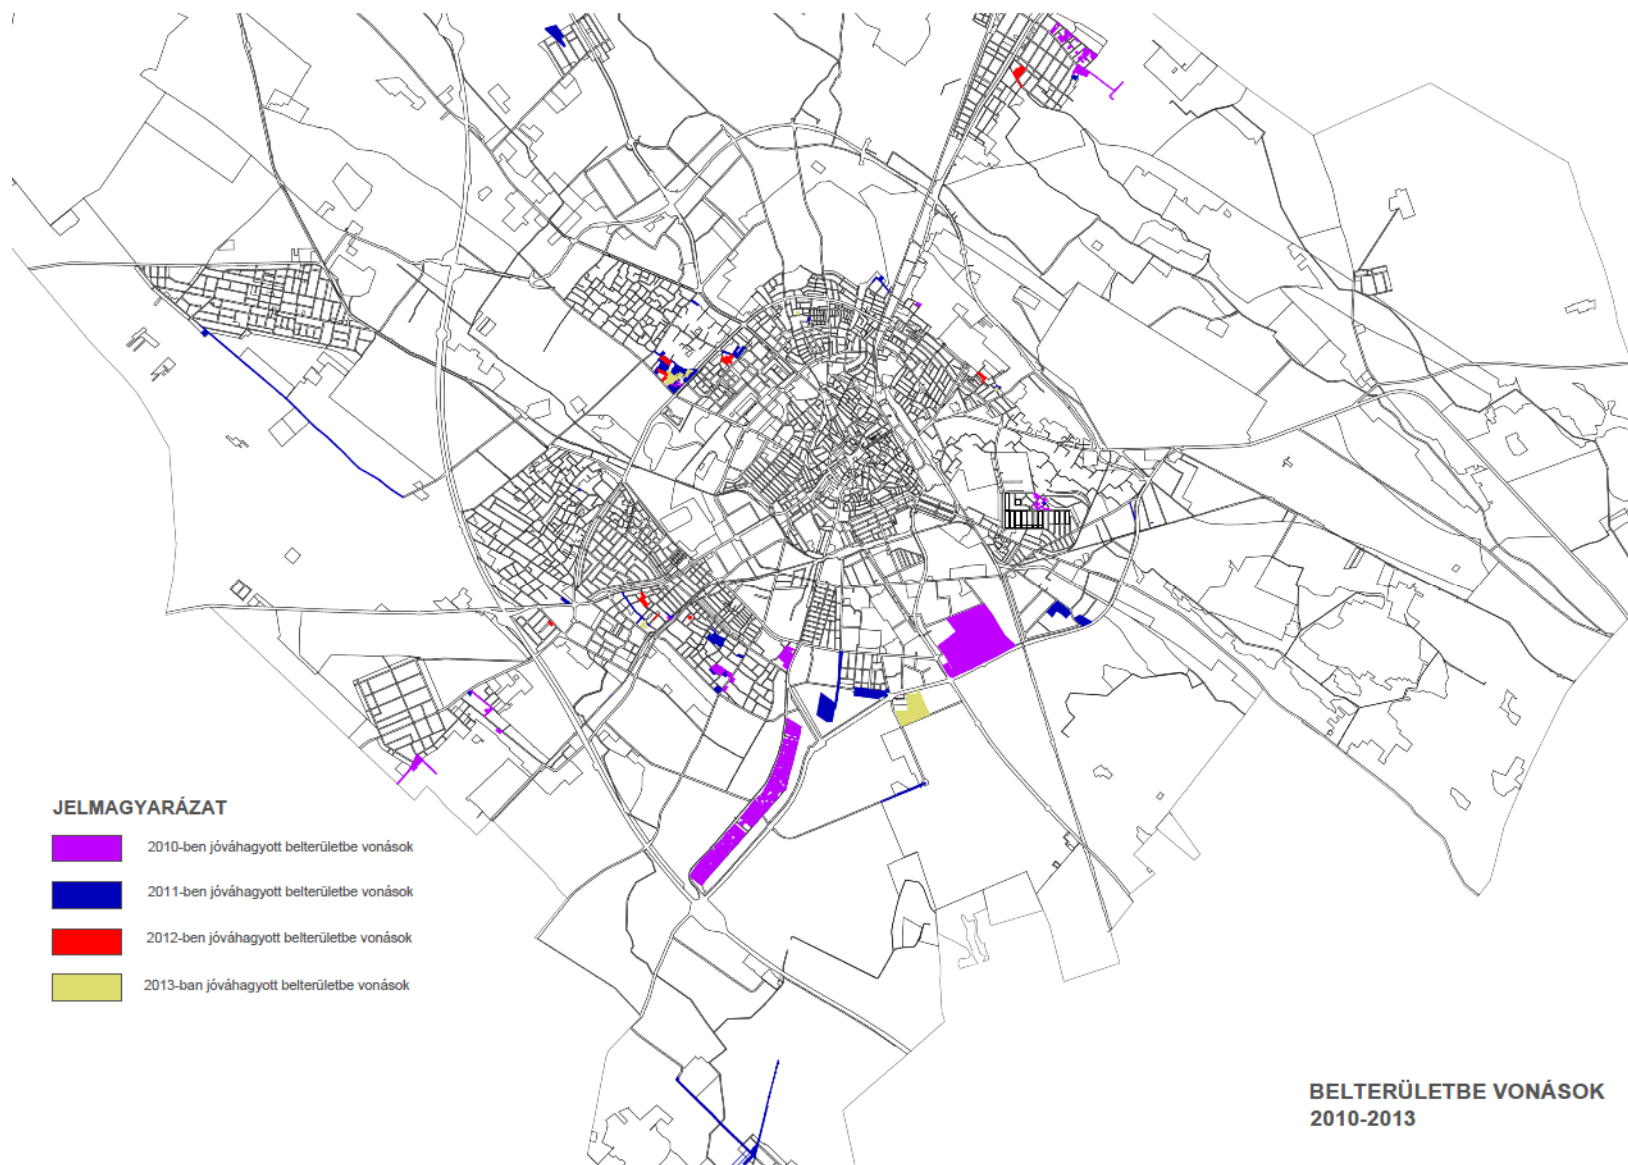 JELMAGYARÁZAT
2010-ben jóváhagyott belterületbe vonások
2011-ben jóváhagyott belterületbe vonások
2012-ben jóváhagyott belterületbe vonások
2013-ban jóváhagyott belterületbe vonások
BELTERÜLETBE VONÁSOK
2010-2013